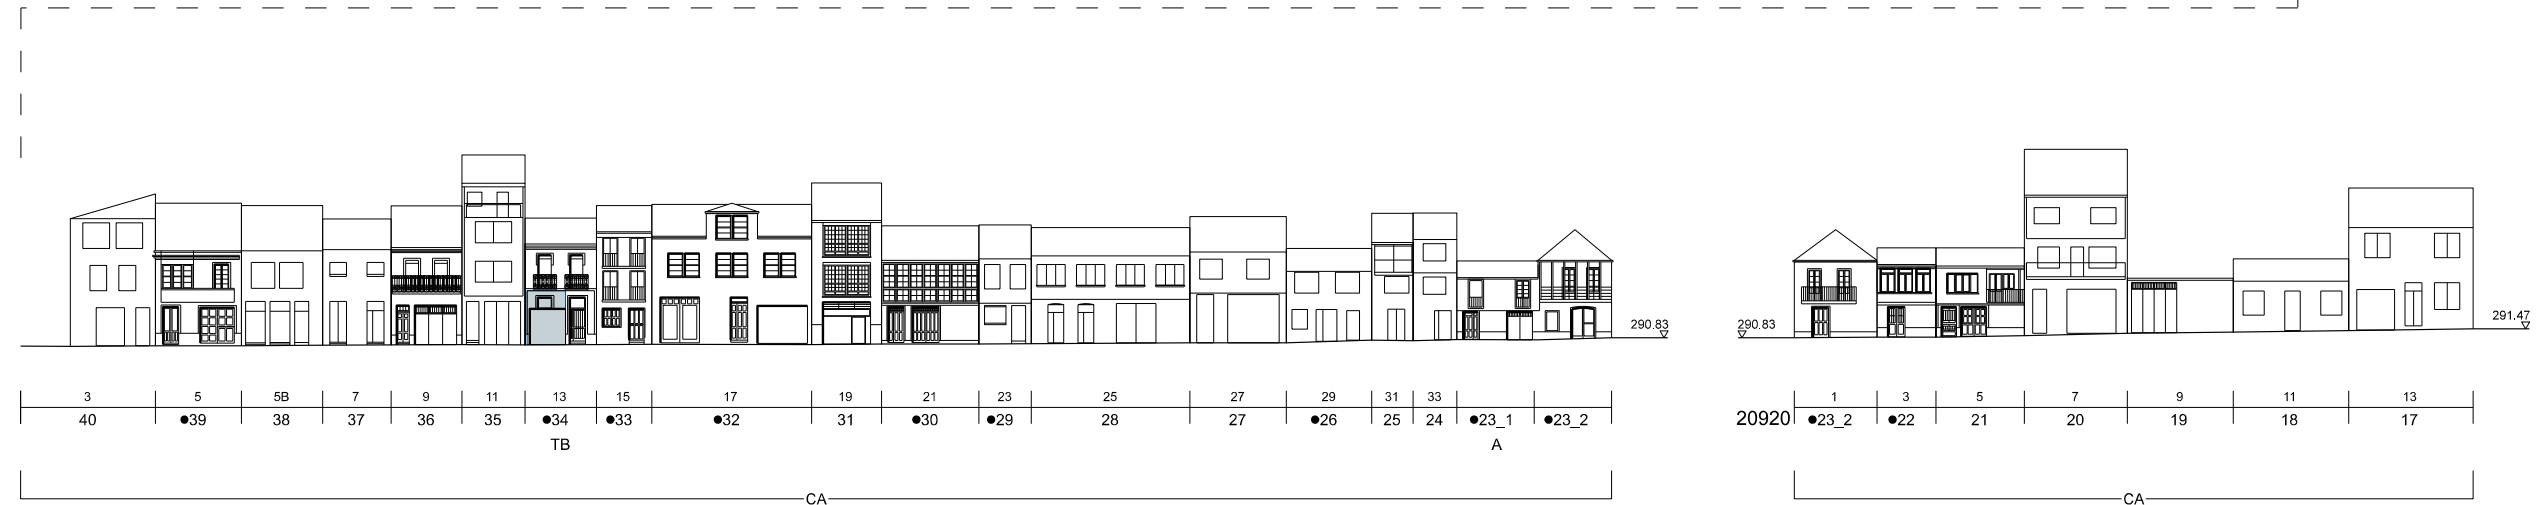 290.83 290.83 291.47
3 5 5B 7 9 11 13 15 17 19 21 23 25 27 29 31 33 1 3 5 7 9 11 13
40 ●39 38 37 36 35 ●34 ●33 ●32 31 ●30 ●29 28 27 ●26 25 24 ●23_1 ●23_2 20920 ●23_2 ●22 21 20 19 18 17
TB A
CA CA